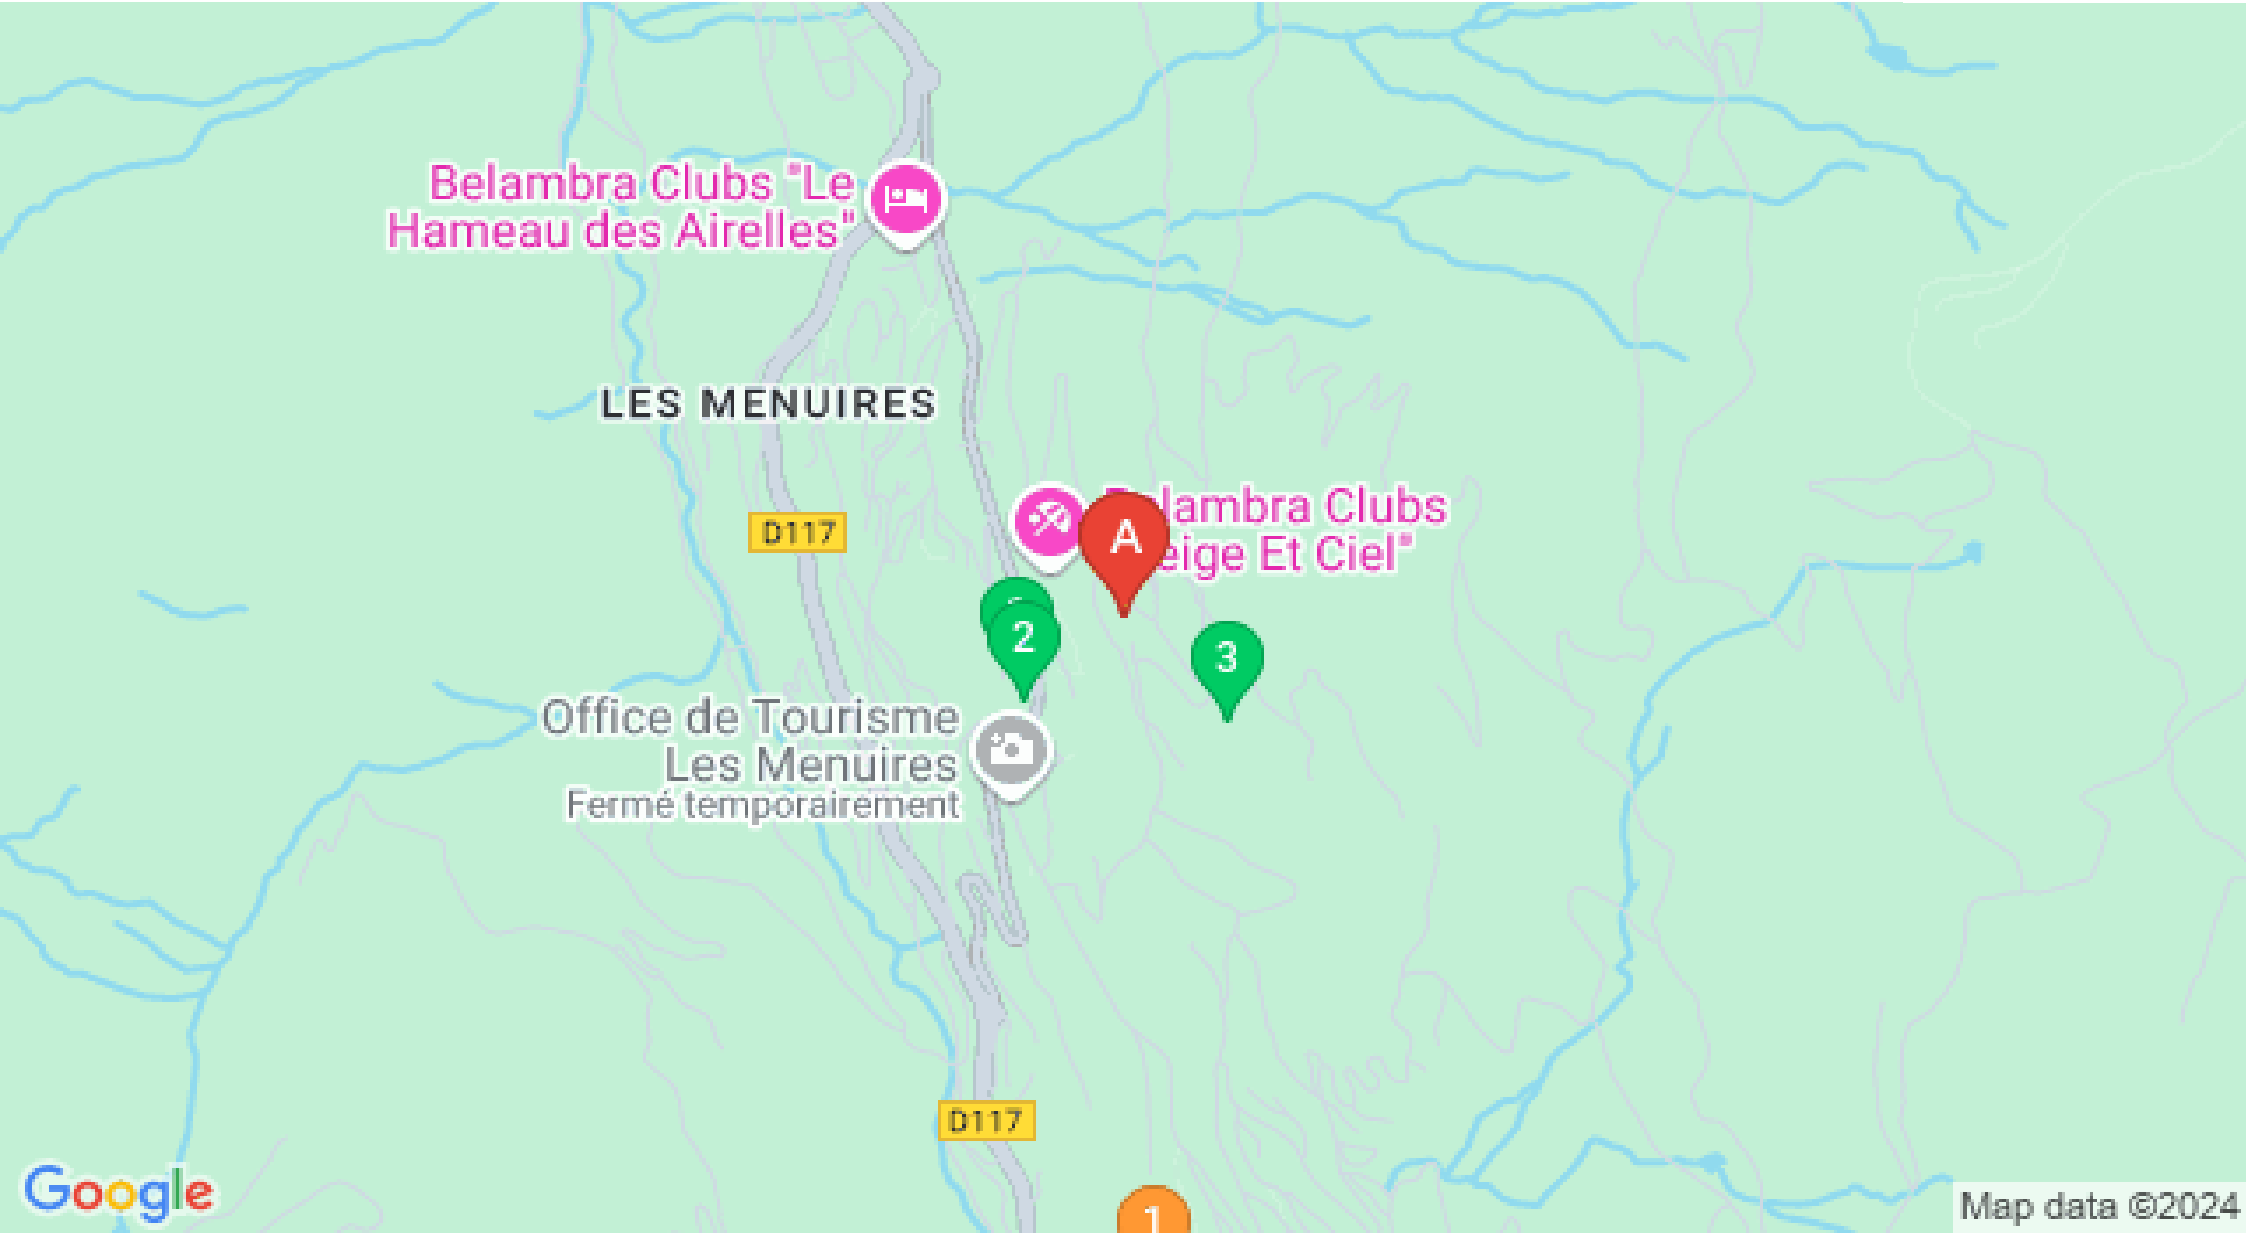 Belambra Clubs "Le
Hameau des Airelles"
LES MENUIRES
D117
lambra Clubs
eige Et Ciel"
A
2
3
Office de Tourisme
Les Menuires
Fermé temporairement
D117
1
Google
Map data ©2024